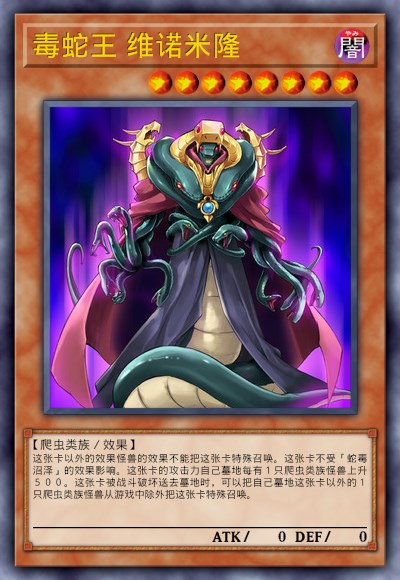 毒蛇王 维诺米隆
やみ
闇
【爬虫类族／效果】
这张卡以外的效果怪兽的效果不能把这张卡特殊召唤。这张卡不受「蛇毒
沼泽」的效果影响。这张卡的攻击力自己墓地每有１只爬虫类族怪兽上升
５００。这张卡被战斗破坏送去墓地时，可以把自己墓地这张卡以外的１
只爬虫类族怪兽从游戏中除外把这张卡特殊召唤。
ATK/ 0 DEF/ 0